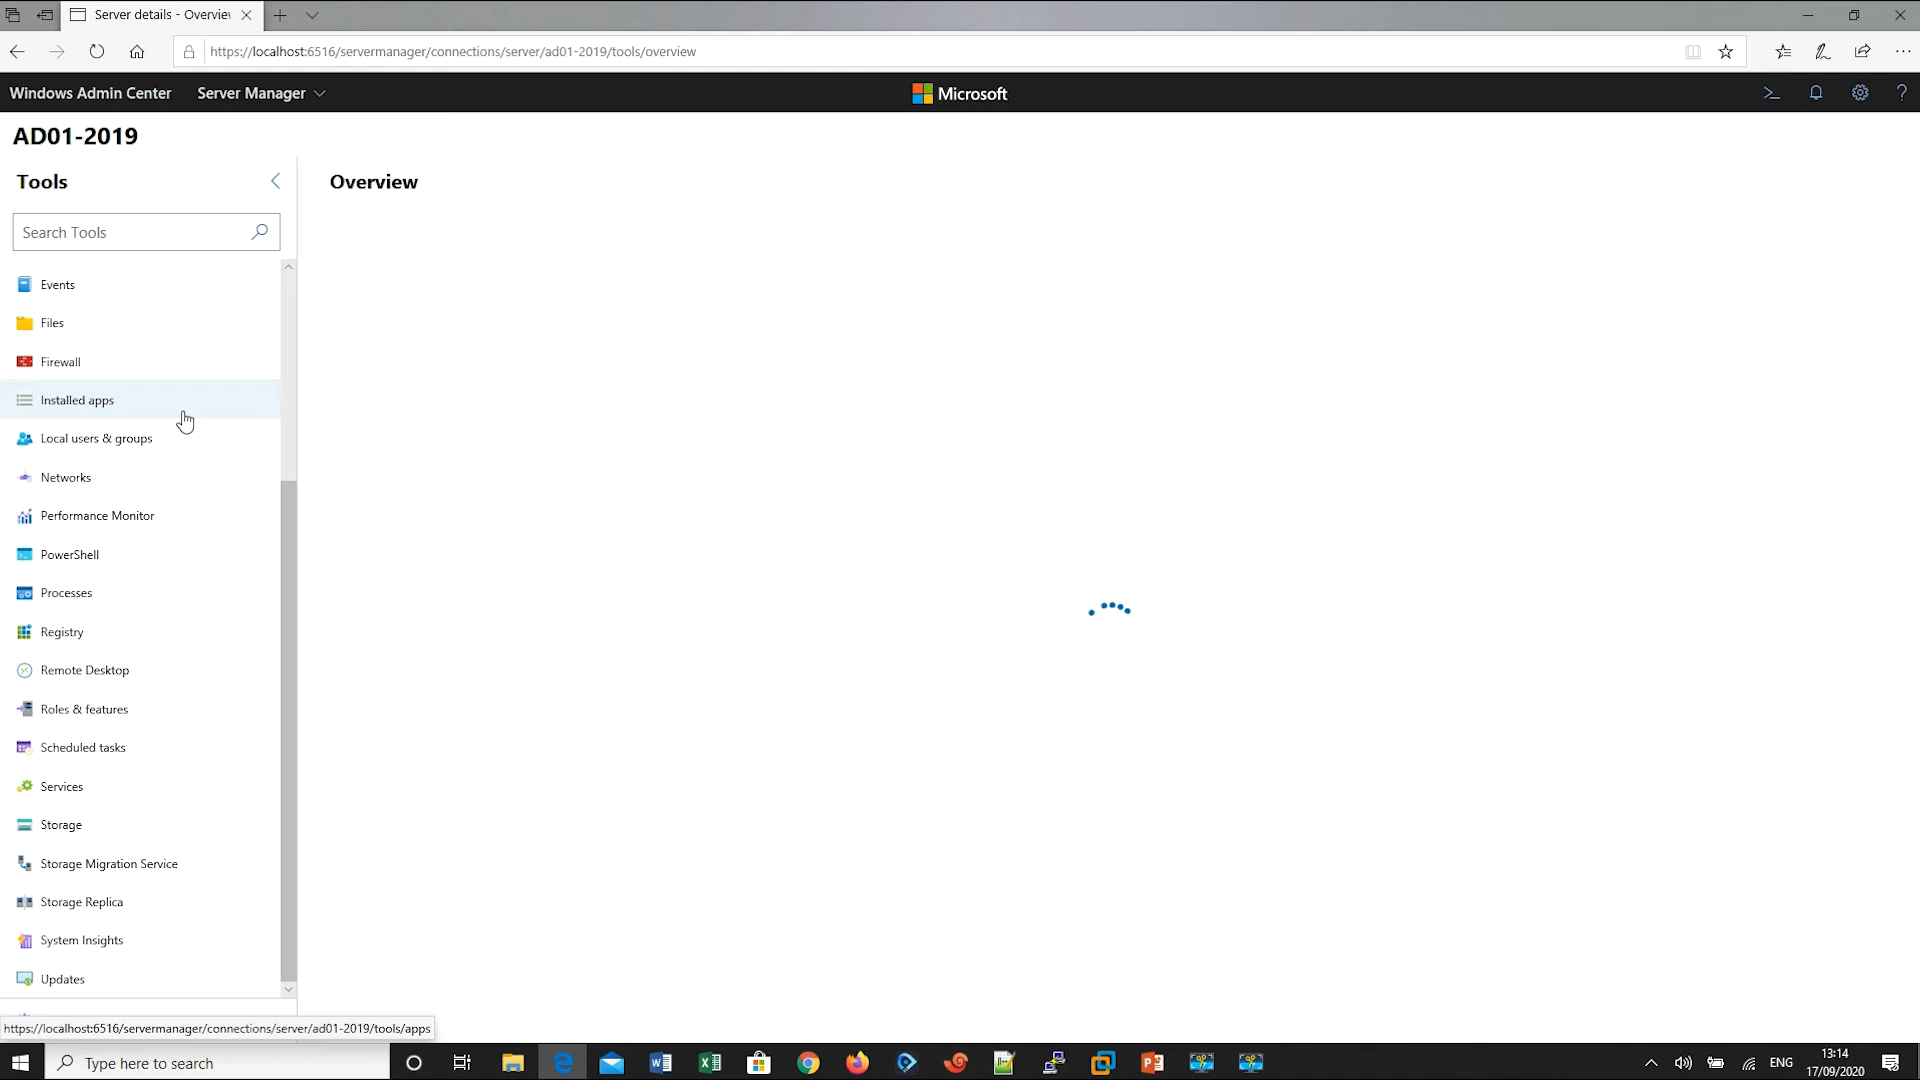 Server details - Overvie
https://localhost:6516/servermanager/connections/server/ad01-2019/tools/overview
Windows Admin Center
Server Manager
Microsoft
AD01-2019
Tools
Overview
Search Tools
Events
Files
Firewall
Installed apps
Local users & groups
Networks
Performance Monitor
PowerShell
Processes
Registry
Remote Desktop
Roles & features
Scheduled tasks
Services
Storage
Storage Migration Service
Storage Replica
System Insights
Updates
https://localhost:6516/servermanager/connections/server/ad01-2019/tools/apps
Type here to search
ENG
13:14
17/09/2020